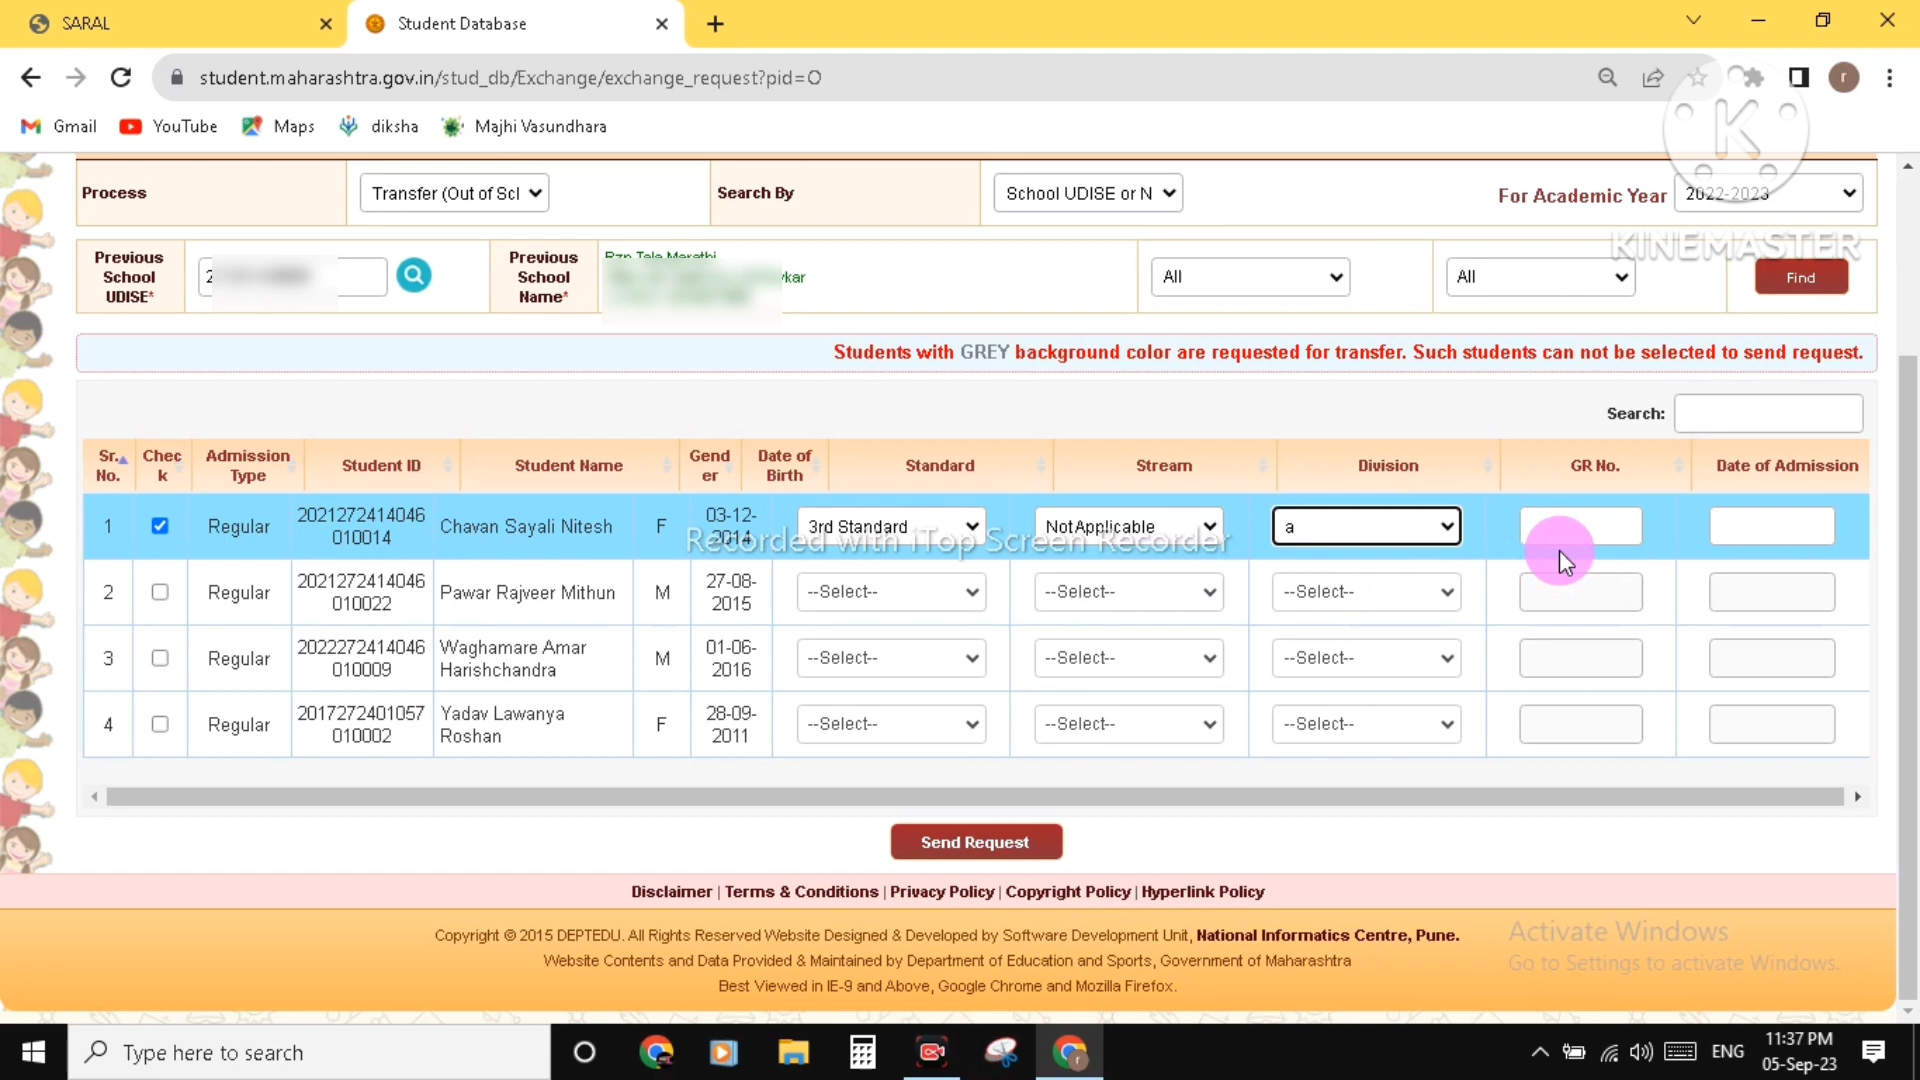 SARAL
Student Database
student.maharashtra.gov.in/stud_db/Exchange/exchange_request?pid=O
r
Gmail YouTube Maps diksha Majhi Vasundhara
K
KINEMASTER
Process Transfer (Out of Scl Search By School UDISE or N For Academic Year 2022-2023
Previous School UDISE* 2
Previous School Name*
All All Find
Students with GREY background color are requested for transfer. Such students can not be selected to send request.
Search:
Sr. No. Check Admission Type Student ID Student Name Gender Date of Birth Standard Stream Division GR No. Date of Admission
1 Regular 2021272414046010014 Chavan Sayali Nitesh F 03-12-2014 3rd Standard NotApplicable a
Recorded with iTop Screen Recorder
2 Regular 2021272414046010022 Pawar Rajveer Mithun M 27-08-2015 --Select-- --Select-- --Select--
3 Regular 2022272414046010009 Waghamare Amar Harishchandra M 01-06-2016 --Select-- --Select-- --Select--
4 Regular 2017272401057010002 Yadav Lawanya Roshan F 28-09-2011 --Select-- --Select-- --Select--
Send Request
Disclaimer | Terms & Conditions | Privacy Policy | Copyright Policy | Hyperlink Policy
Copyright © 2015 DEPTEDU. All Rights Reserved Website Designed & Developed by Software Development Unit, National Informatics Centre, Pune.
Website Contents and Data Provided & Maintained by Department of Education and Sports, Government of Maharashtra
Best Viewed in IE-9 and Above, Google Chrome and Mozilla Firefox.
Activate Windows
Go to Settings to activate Windows.
Type here to search
ENG
11:37 PM
05-Sep-23